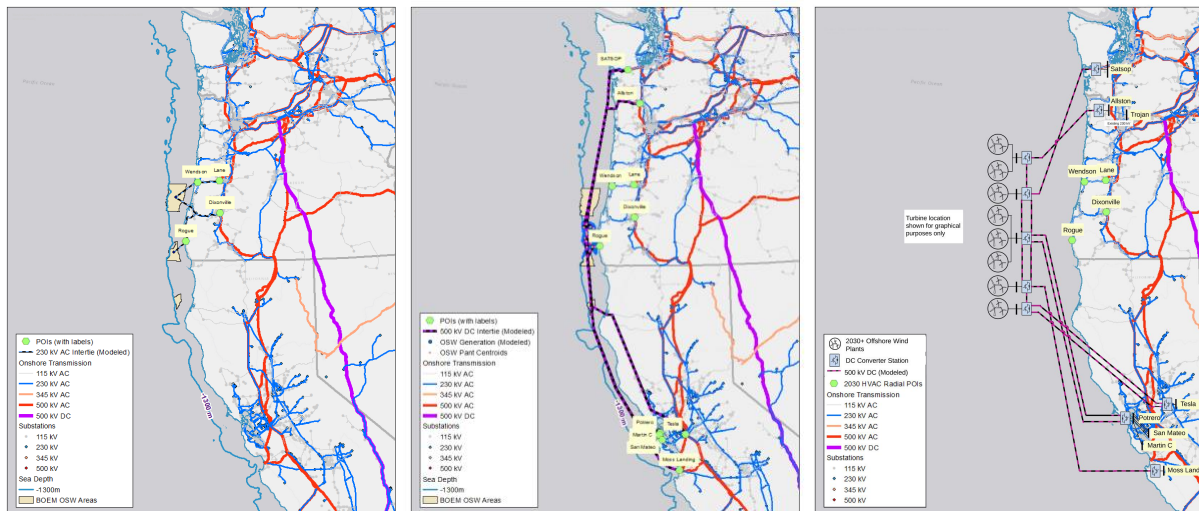 Wendson
Lane
Dixonville
Rogue
-1300 m
POIs (with labels)
230 kV AC Intertie (Modeled)
Onshore Transmission
115 kV AC
230 kV AC
345 kV AC
500 kV AC
500 kV DC
Substations
115 kV
230 kV
345 kV
500 kV
Sea Depth
-1300m
BOEM OSW Areas
SATSOP
Allston
Wendson
Lane
Dixonville
Rogue
-1300 m
Potrero
Tesla
Martin C
San Mateo
Moss Landing
POIs (with labels)
500 kV DC Intertie (Modeled)
OSW Generation (Modeled)
OSW Pant Centroids
Onshore Transmission
115 kV AC
230 kV AC
345 kV AC
500 kV AC
500 kV DC
Substations
115 kV
230 kV
345 kV
500 kV
Sea Depth
-1300m
BOEM OSW Areas
Satsop
Allston
Trojan
Wendson
Lane
Dixonville
Rogue
Turbine location
shown for graphical
purposes only
Tesla
Potrero
San Mateo
Martin C
Moss Land
2030+ Offshore Wind
Plants
DC Converter Station
500 kV DC (Modeled)
2030 HVAC Radial POIs
Onshore Transmission
115 kV AC
230 kV AC
345 kV AC
500 kV AC
500 kV DC
Substations
115 kV
230 kV
345 kV
500 kV